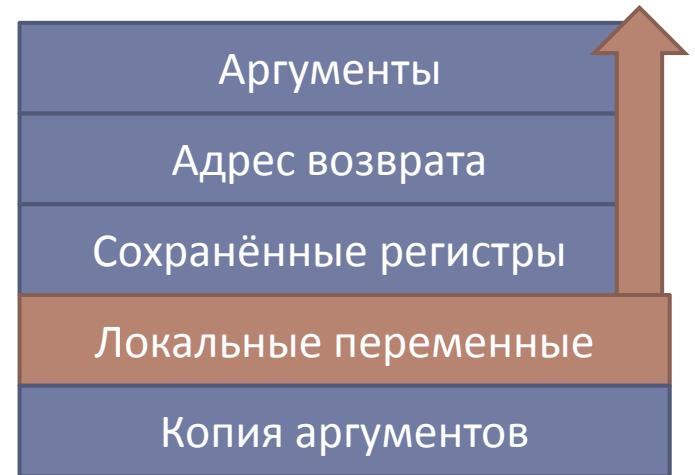 Аргументы
Адрес возврата
Сохранённые регистры
Локальные переменные
Копия аргументов